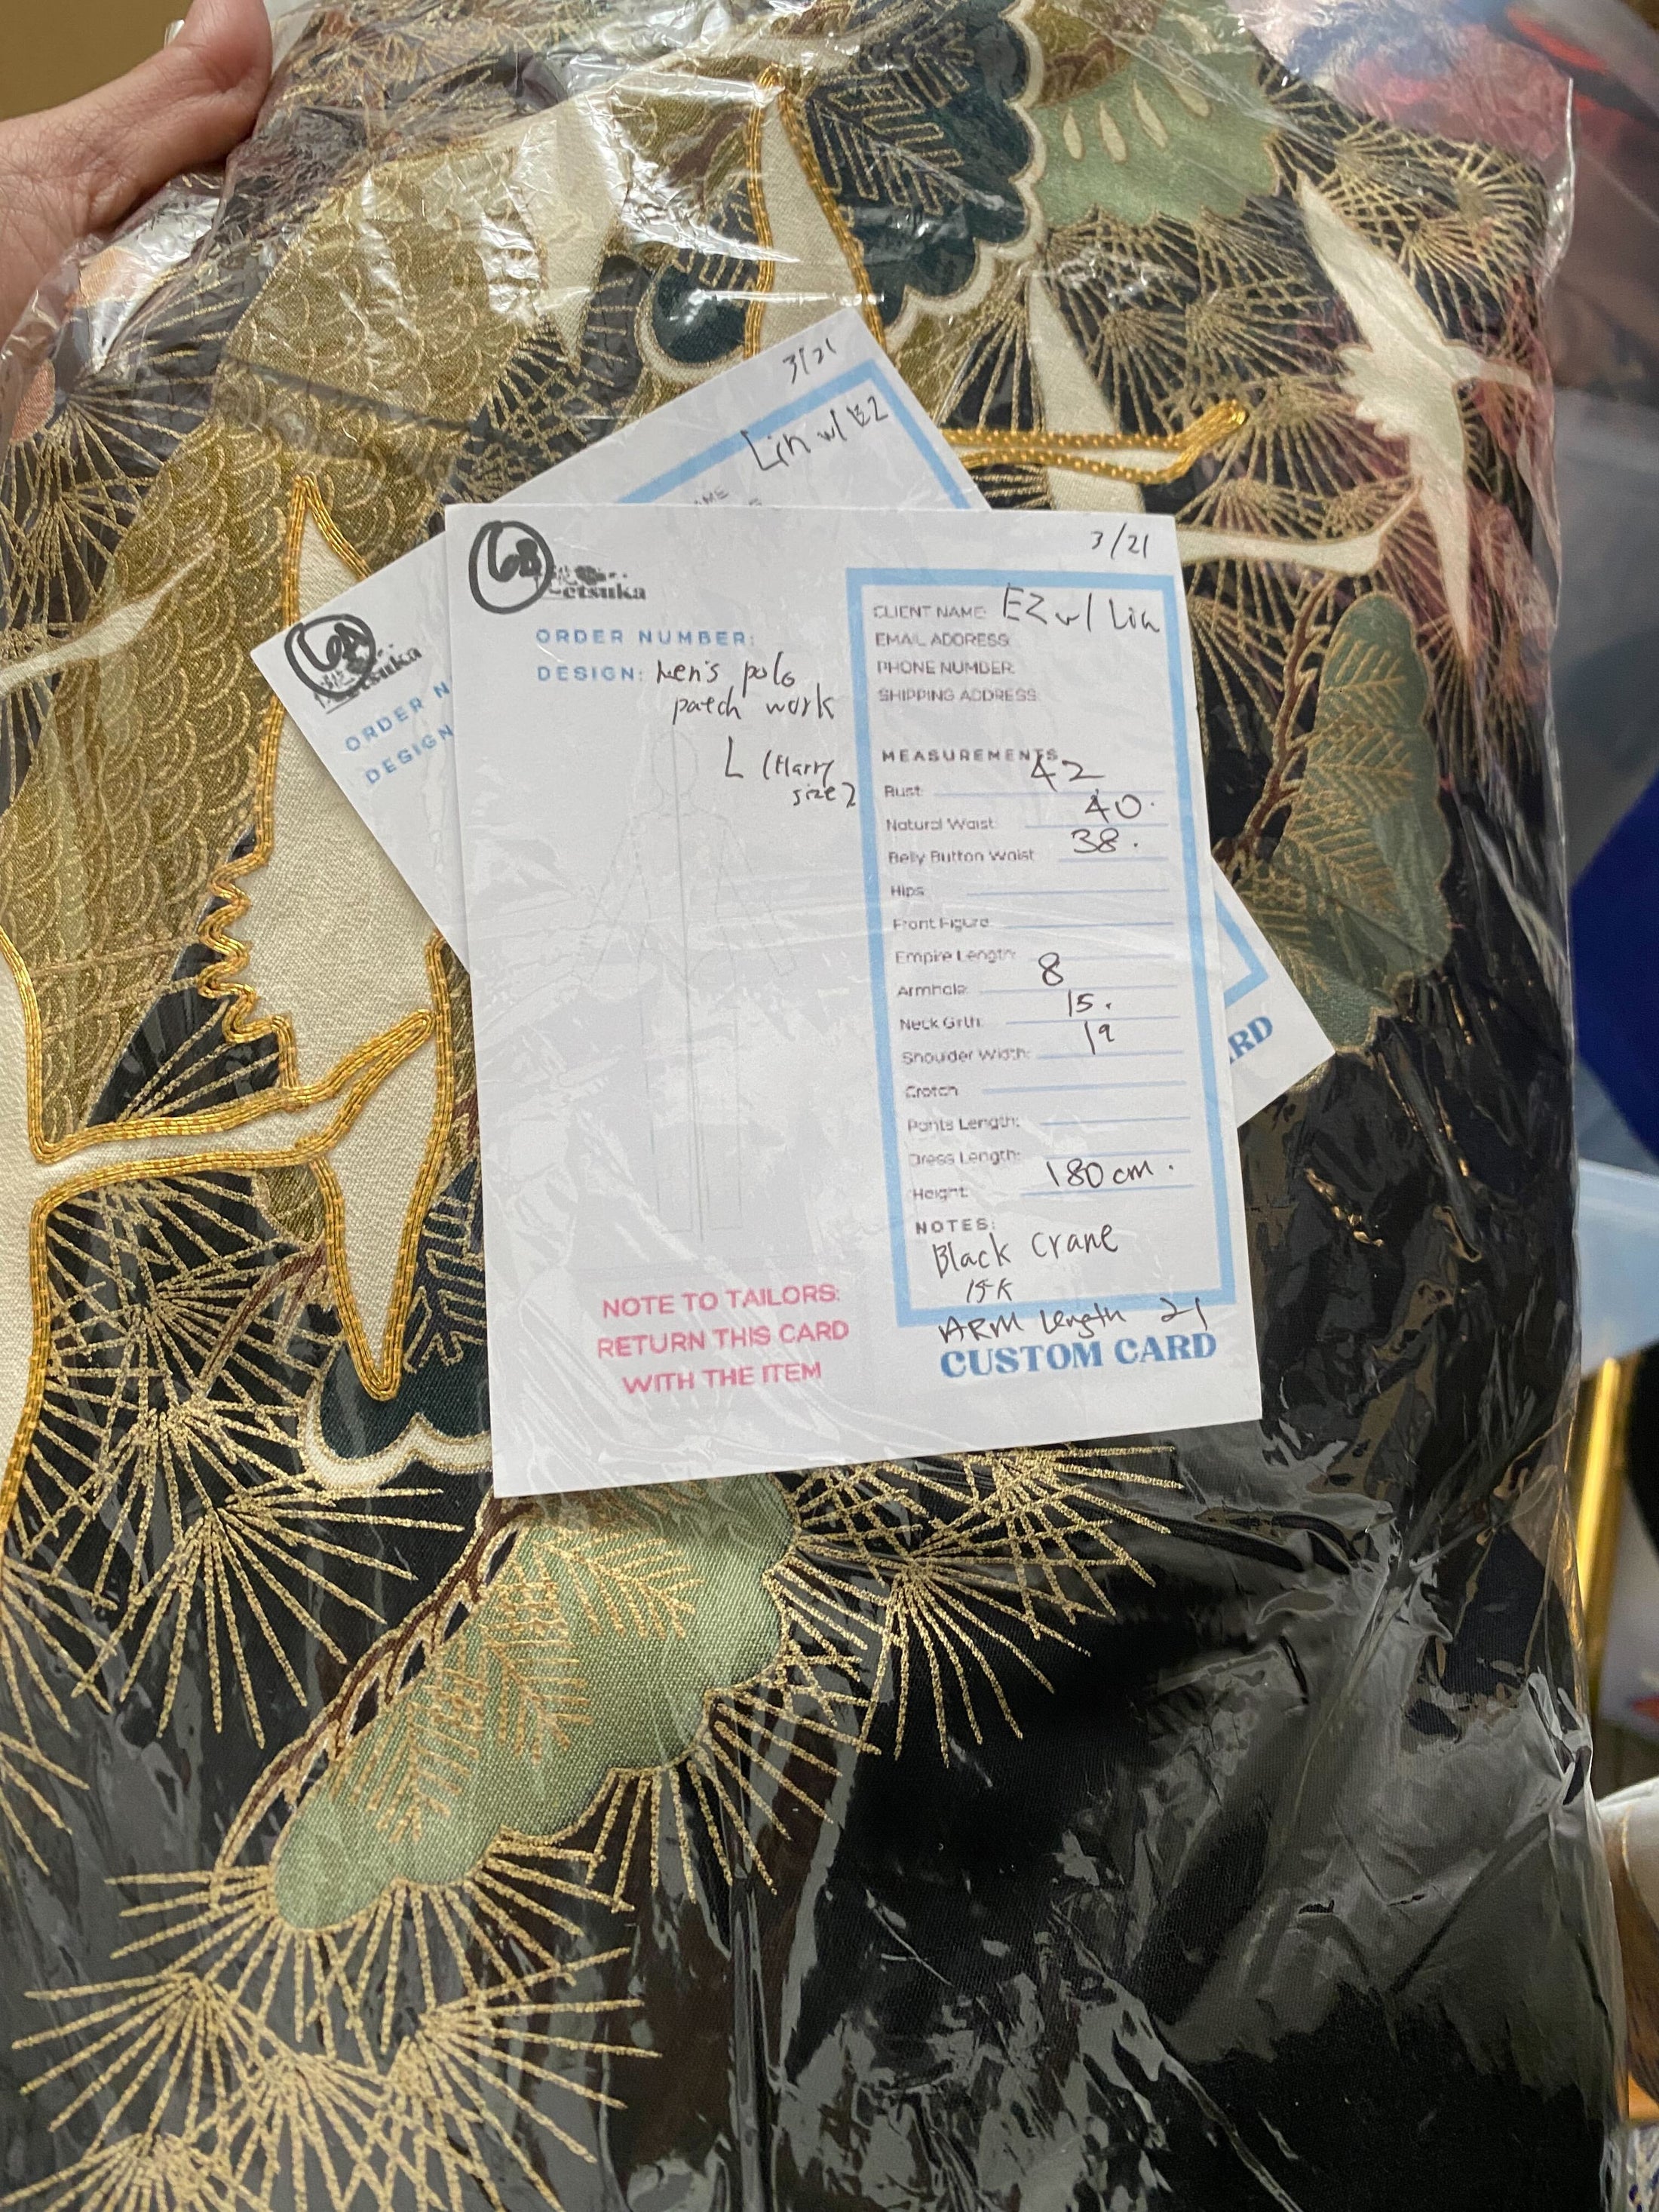 3/21
Lin w/ EZ
6A
etsuka
ORDER N
DESIGN
RD
3/21
6B
etsuka
ORDER NUMBER:
DESIGN: Men's polo
patch work
L (Harry
size)
CLIENT NAME: EZ w/ Lin
EMAIL ADDRESS:
PHONE NUMBER:
SHIPPING ADDRESS:
MEASUREMENTS
Bust: 42
Natural Waist: 40.
Belly Button Waist: 38.
Hips:
Front Figure:
Empire Length:
Armhole: 8
Neck Girth: 15.
Shoulder Width: 19
Crotch:
Pants Length:
Dress Length:
Height: 180 cm.
NOTES:
Black Crane
15K
ARM Length 21
CUSTOM CARD
NOTE TO TAILORS:
RETURN THIS CARD
WITH THE ITEM